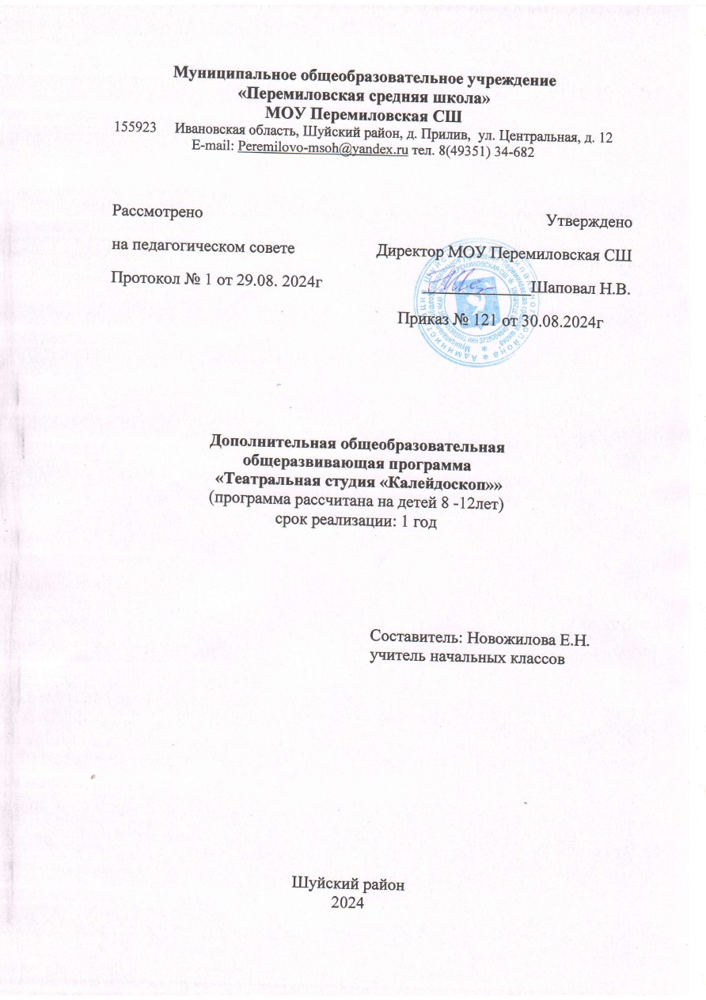 Муниципальное общеобразовательное учреждение
«Перемиловская средняя школа»
МОУ Перемиловская СШ
155923 Ивановская область, Шуйский район, д. Прилив, ул. Центральная, д. 12
E-mail: Peremilovo-msoh@yandex.ru тел. 8(49351) 34-682
Рассмотрено
на педагогическом совете
Протокол № 1 от 29.08. 2024г
Утверждено
Директор МОУ Перемиловская СШ
Шаповал Н.В.
Приказ № 121 от 30.08.2024г
Дополнительная общеобразовательная
общеразвивающая программа
«Театральная студия «Калейдоскоп»»
(программа рассчитана на детей 8 -12лет)
срок реализации: 1 год
Составитель: Новожилова Е.Н.
учитель начальных классов
Шуйский район
2024